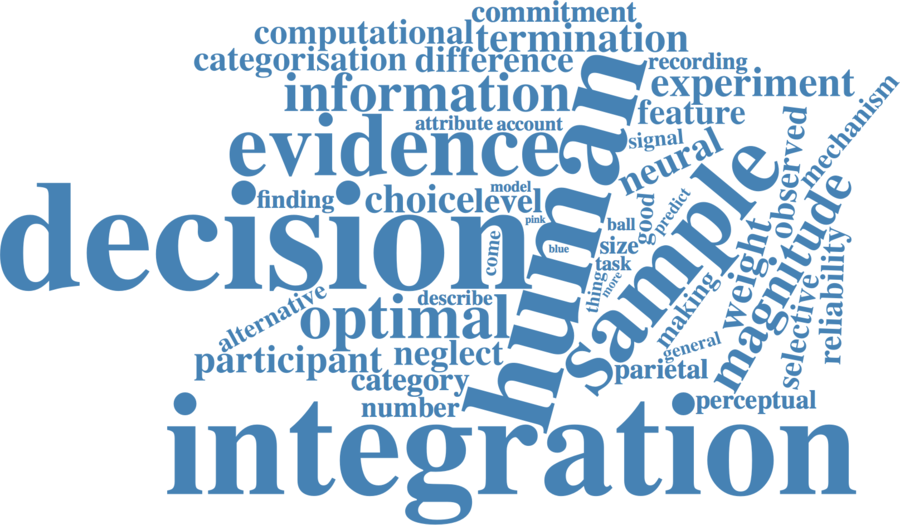 commitment
computational
termination
categorisation
difference
recording
information
experiment
attribute
account
feature
evidence
signal
neural
human
mechanism
observed
sample
finding
choice
model
level
decision
pink
come
blue
ball
good
predict
size
task
thing
more
magnitude
weight
reliability
selective
making
general
alternative
describe
optimal
participant
neglect
category
number
parietal
perceptual
integration